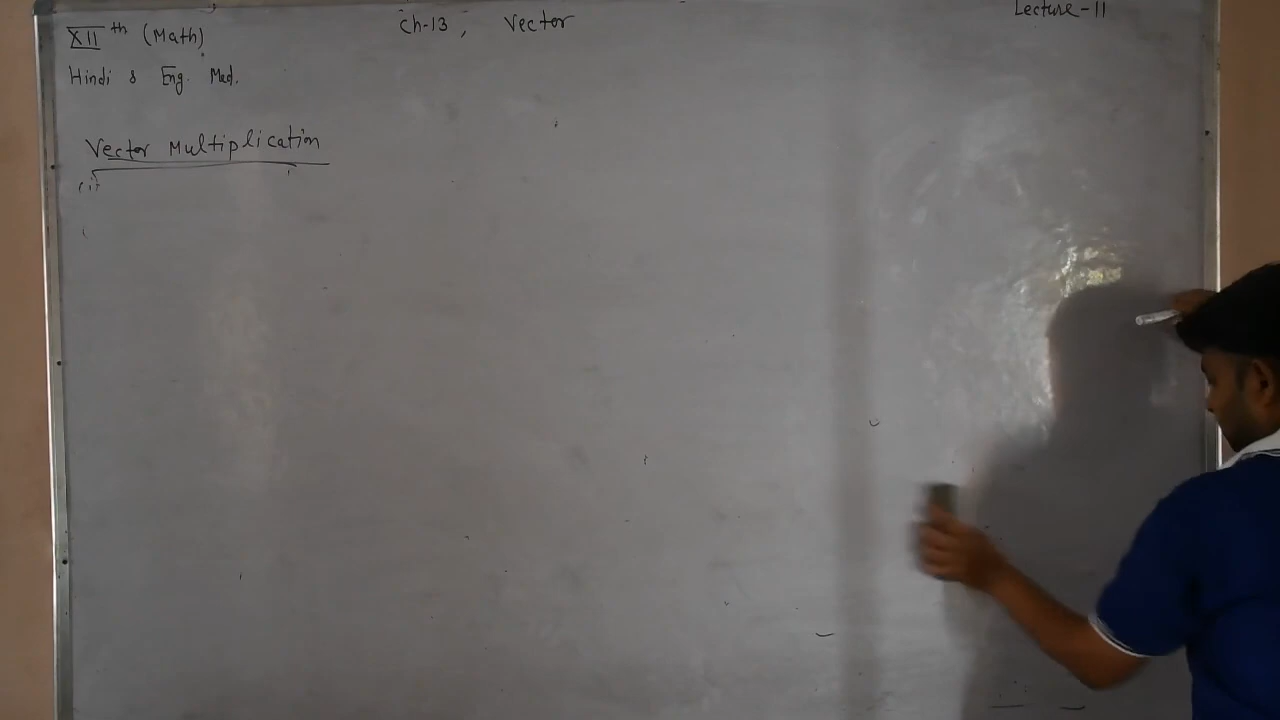 XII th (Math)
Ch-13, Vector
Lecture-11
Hindi & Eng. Med.
Vector Multiplication
(i)